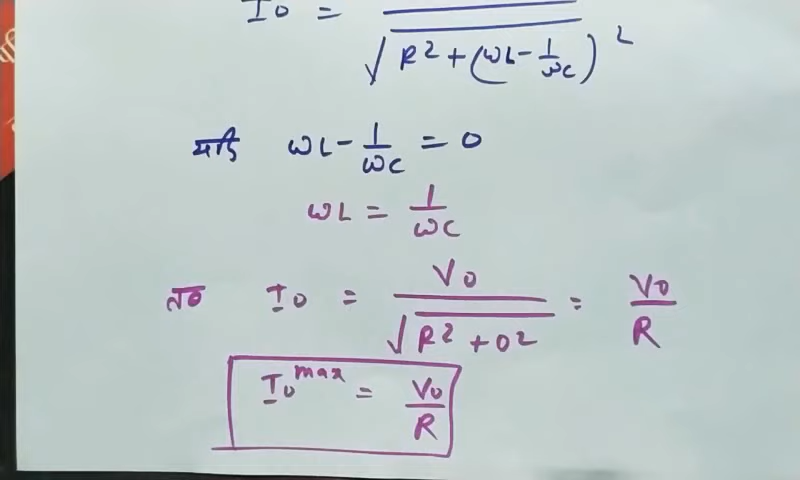 I0 = ―――
√R² + (ωL - 1/ωC)²
यदि ωL - 1/ωC = 0
ωL = 1/ωC
तब I0 = V0/√R² + 0² = V0/R
I0^max = V0/R